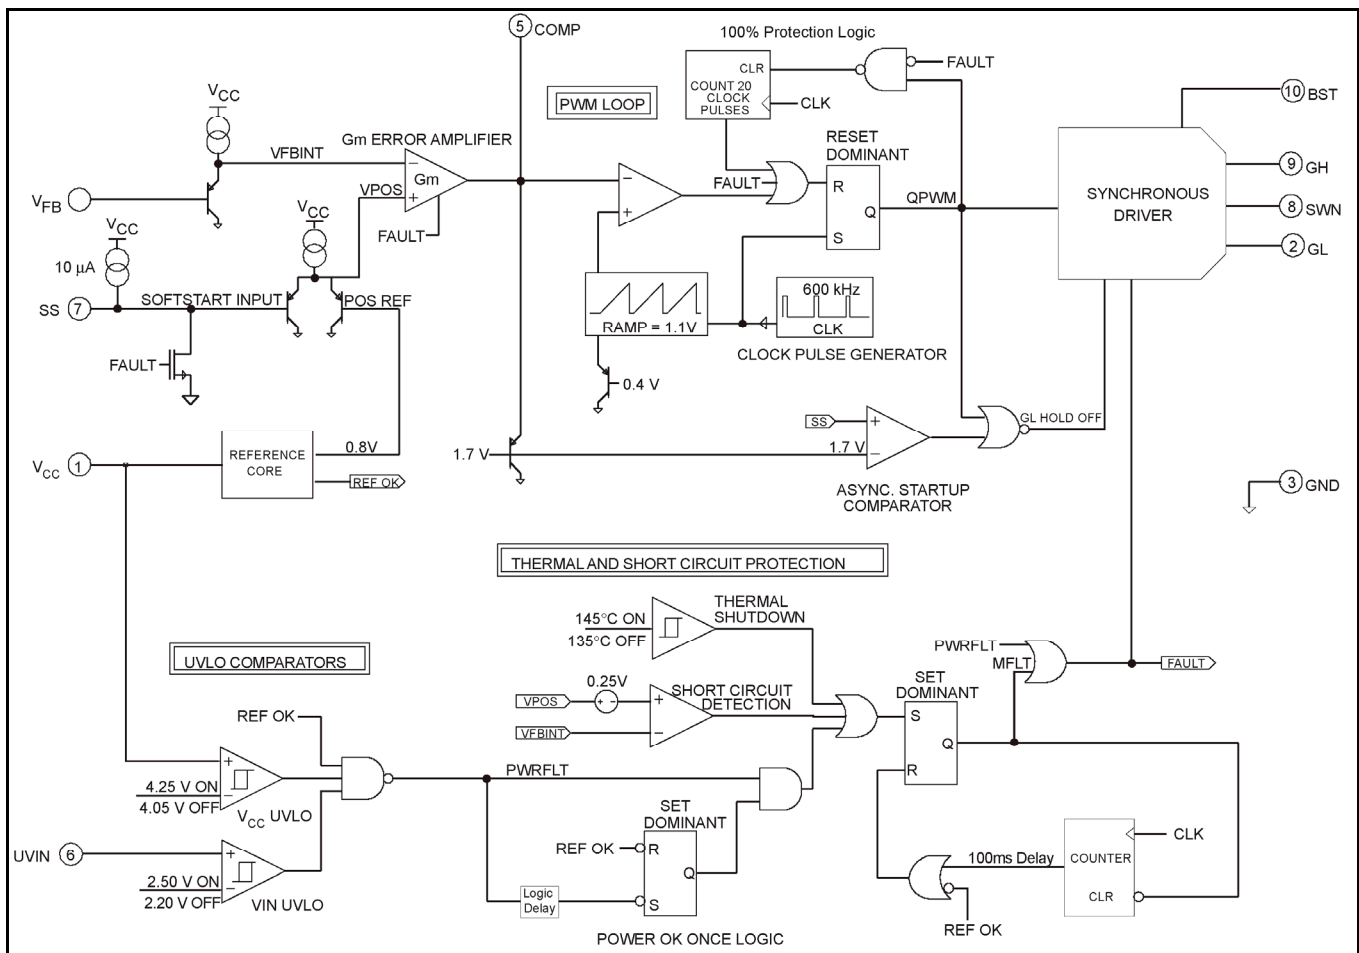 5 COMP
100% Protection Logic
CLR
COUNT 20
CLOCK
PULSES
CLK
FAULT
PWM LOOP
VCC
Gm ERROR AMPLIFIER
VFBINT
−
Gm
+
VPOS
FAULT
VFB
VCC
10 µA
VCC
SS 7
SOFTSTART INPUT
POS REF
FAULT
−
+
FAULT
RESET
DOMINANT
R
Q
S
QPWM
SYNCHRONOUS
DRIVER
10 BST
9 GH
8 SWN
2 GL
RAMP = 1.1V
600 kHz
CLK
CLOCK PULSE GENERATOR
0.4 V
SS
+
1.7 V
−
GL HOLD OFF
ASYNC. STARTUP
COMPARATOR
1.7 V
VCC 1
REFERENCE
CORE
0.8V
REF OK
3 GND
THERMAL AND SHORT CIRCUIT PROTECTION
145°C ON
135°C OFF
THERMAL
SHUTDOWN
UVLO COMPARATORS
VPOS
0.25V
+ −
+
−
VFBINT
SHORT CIRCUIT
DETECTION
SET
DOMINANT
S
Q
R
PWRFLT
MFLT
FAULT
REF OK
+
4.25 V ON
−
4.05 V OFF
VCC UVLO
PWRFLT
UVIN 6
+
2.50 V ON
−
2.20 V OFF
VIN UVLO
SET
DOMINANT
REF OK
R
Q
S
Logic
Delay
POWER OK ONCE LOGIC
100ms Delay
COUNTER
CLR
CLK
REF OK